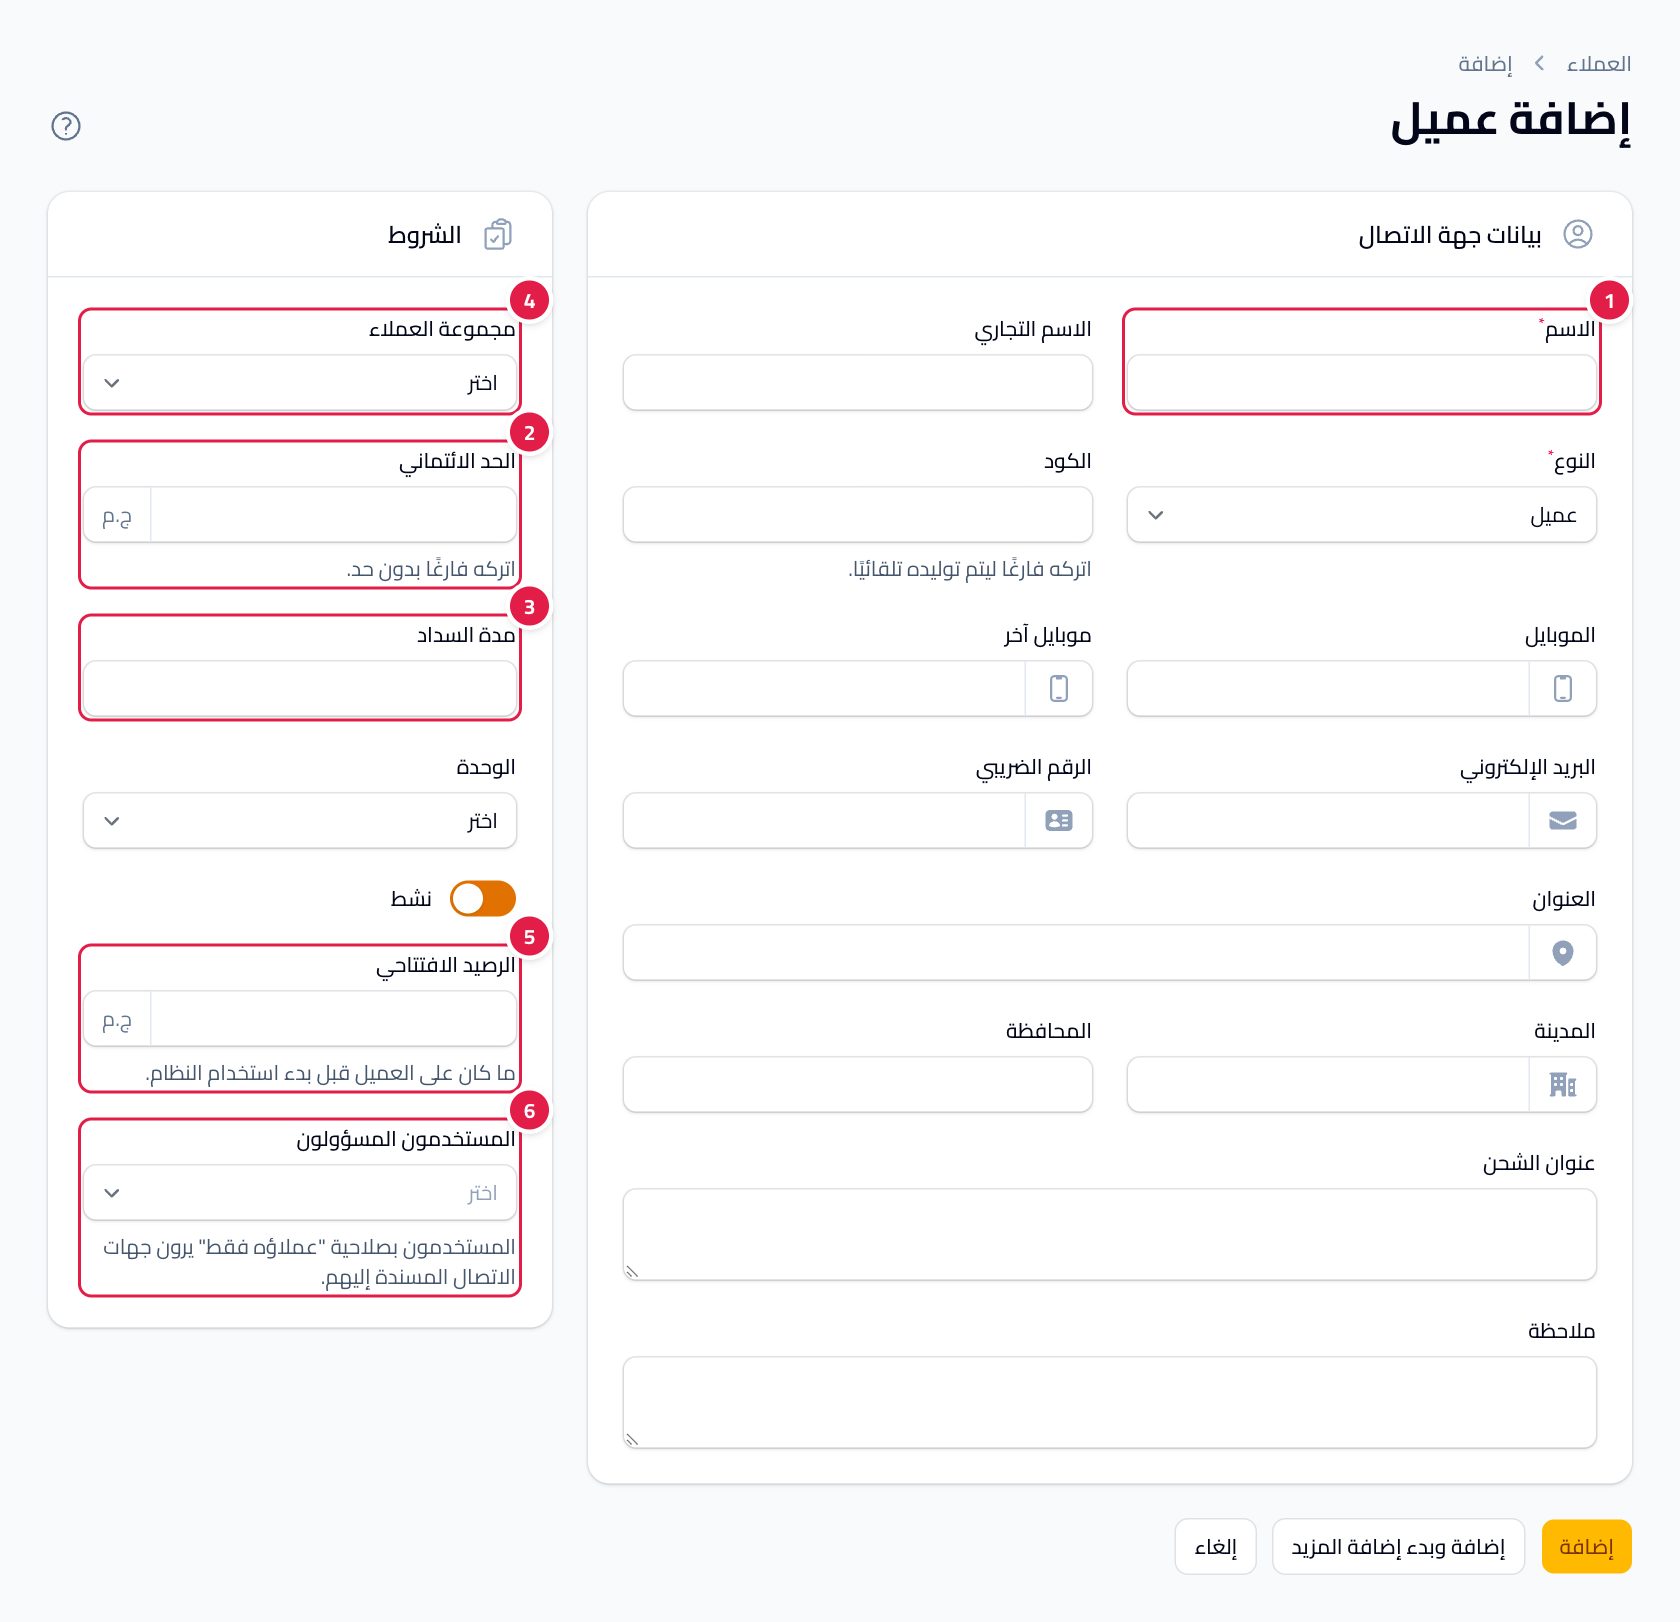 العملاء
إضافة
إضافة عميل
بيانات جهة الاتصال
1
الاسم*
الاسم التجاري
النوع*
عميل
الكود
اتركه فارغًا ليتم توليده تلقائيًا.
الموبايل
موبايل آخر
البريد الإلكتروني
الرقم الضريبي
العنوان
المدينة
المحافظة
عنوان الشحن
ملاحظة
الشروط
4
مجموعة العملاء
اختر
2
الحد الائتماني
ج.م
اتركه فارغًا بدون حد.
3
مدة السداد
الوحدة
اختر
نشط
5
الرصيد الافتتاحي
ج.م
ما كان على العميل قبل بدء استخدام النظام.
6
المستخدمون المسؤولون
اختر
المستخدمون بصلاحية "عملاؤه فقط" يرون جهات
الاتصال المسندة إليهم.
إضافة
إضافة وبدء إضافة المزيد
إلغاء